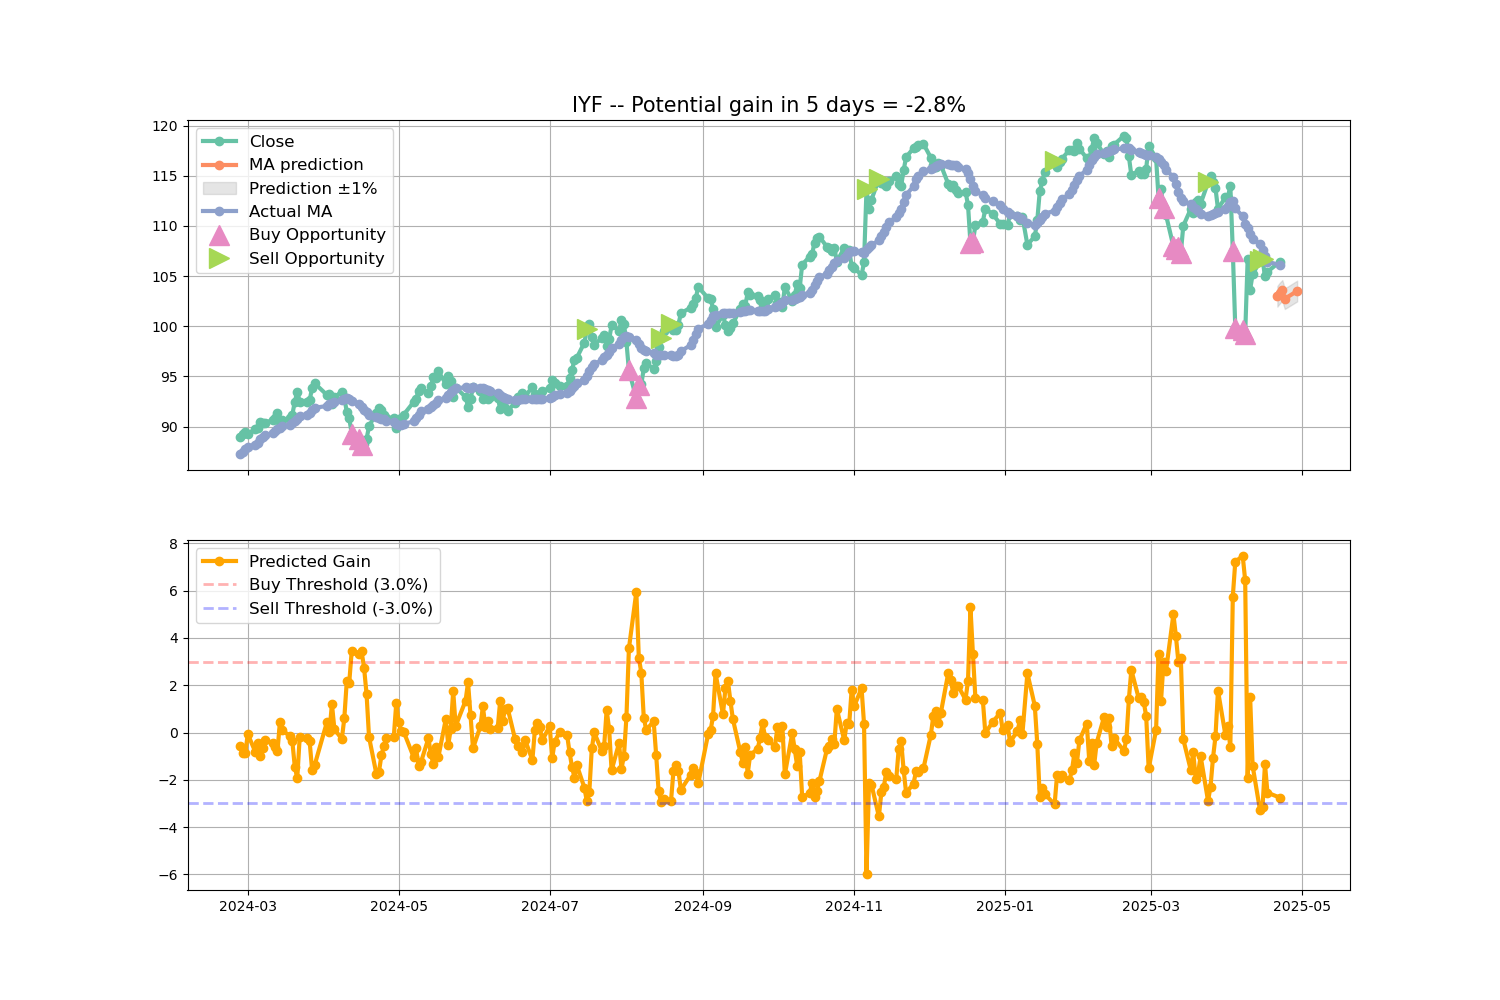 IYF -- Potential gain in 5 days = -2.8%
120
115
110
105
100
95
90
Close
MA prediction
Prediction ±1%
Actual MA
Buy Opportunity
Sell Opportunity
8
6
4
2
0
−2
−4
−6
Predicted Gain
Buy Threshold (3.0%)
Sell Threshold (-3.0%)
2024-03
2024-05
2024-07
2024-09
2024-11
2025-01
2025-03
2025-05